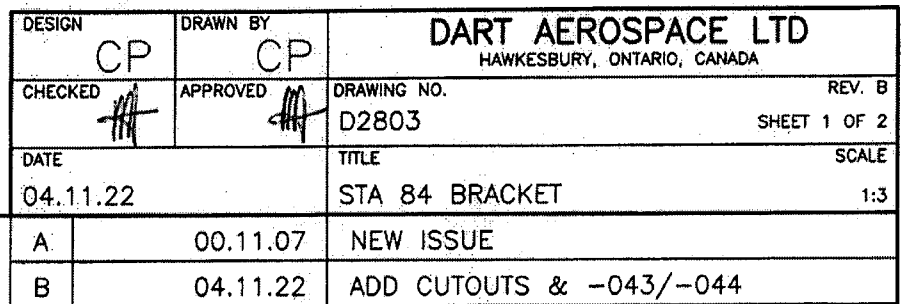 DESIGN
CP
DRAWN BY
CP
DART AEROSPACE LTD
HAWKESBURY, ONTARIO, CANADA
CHECKED
APPROVED
DRAWING NO.
REV. B
D2803
SHEET 1 OF 2
DATE
TITLE
SCALE
04.11.22
STA 84 BRACKET
1:3
A
00.11.07
NEW ISSUE
B
04.11.22
ADD CUTOUTS & -043/-044